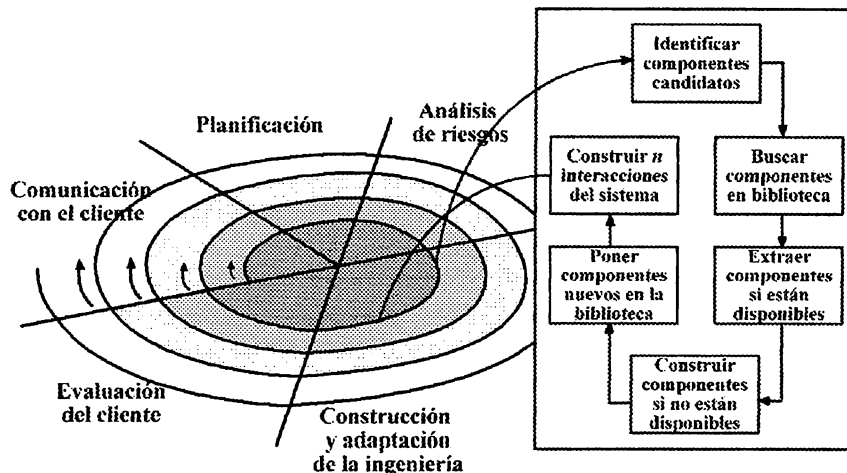 Planificación
Análisis
de riesgos
Comunicación
con el cliente
Evaluación
del cliente
Construcción
y adaptación
de la ingeniería
Identificar
componentes
candidatos
Buscar
componentes
en biblioteca
Extraer
componentes
si están
disponibles
Construir
componentes
si no están
disponibles
Poner
componentes
nuevos en la
biblioteca
Construir n
interacciones
del sistema